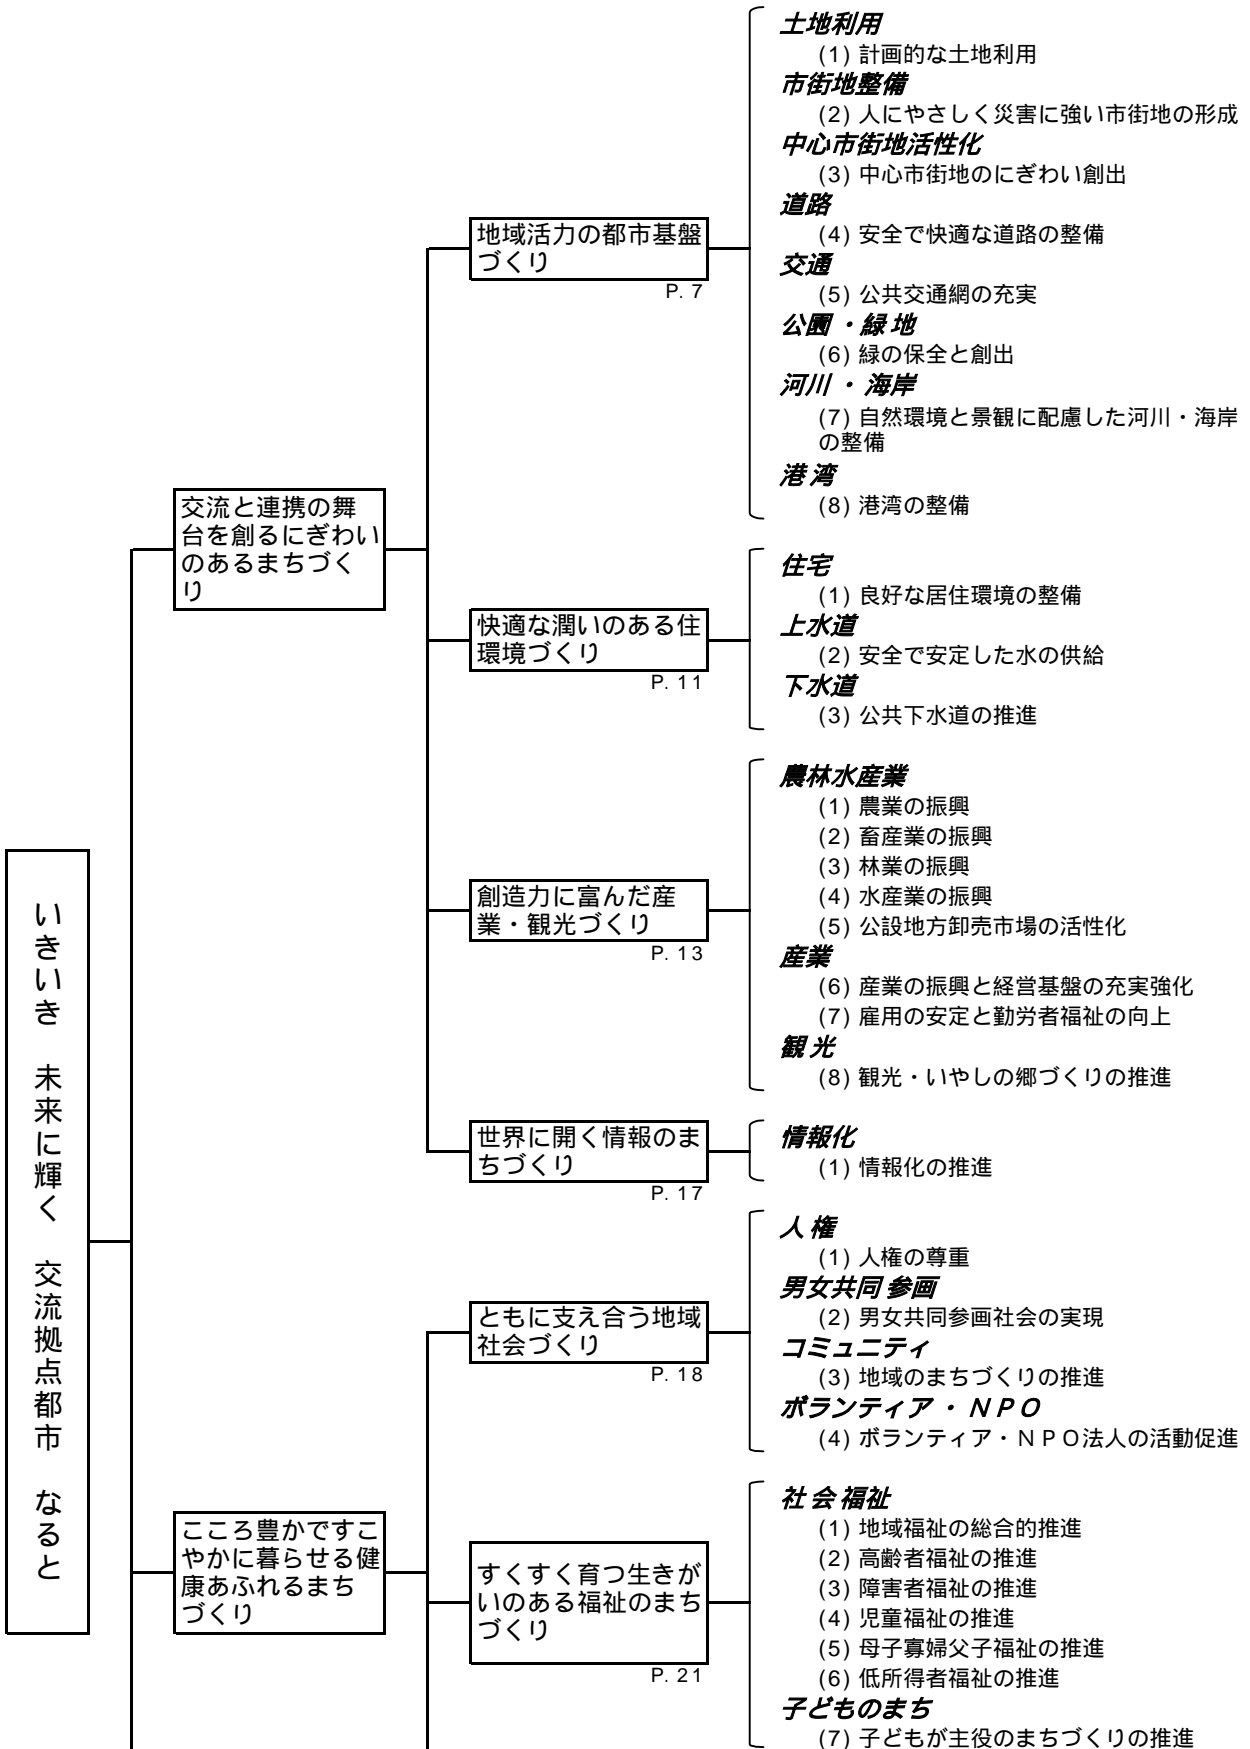 いきいき　未来に輝く　交流拠点都市　なると
交流と連携の舞
台を創るにぎわい
のあるまちづく
り
地域活力の都市基盤
づくり
P. 7
土地利用
(1) 計画的な土地利用
市街地整備
(2) 人にやさしく災害に強い市街地の形成
中心市街地活性化
(3) 中心市街地のにぎわい創出
道路
(4) 安全で快適な道路の整備
交通
(5) 公共交通網の充実
公園・緑地
(6) 緑の保全と創出
河川・海岸
(7) 自然環境と景観に配慮した河川・海岸
の整備
港湾
(8) 港湾の整備
快適な潤いのある住
環境づくり
P. 11
住宅
(1) 良好な居住環境の整備
上水道
(2) 安全で安定した水の供給
下水道
(3) 公共下水道の推進
創造力に富んだ産
業・観光づくり
P. 13
農林水産業
(1) 農業の振興
(2) 畜産業の振興
(3) 林業の振興
(4) 水産業の振興
(5) 公設地方卸売市場の活性化
産業
(6) 産業の振興と経営基盤の充実強化
(7) 雇用の安定と勤労者福祉の向上
観光
(8) 観光・いやしの郷づくりの推進
世界に開く情報のま
ちづくり
P. 17
情報化
(1) 情報化の推進
こころ豊かですこ
やかに暮らせる健
康あふれるまち
づくり
ともに支え合う地域
社会づくり
P. 18
人権
(1) 人権の尊重
男女共同参画
(2) 男女共同参画社会の実現
コミュニティ
(3) 地域のまちづくりの推進
ボランティア・ＮＰＯ
(4) ボランティア・ＮＰＯ法人の活動促進
すくすく育つ生きが
いのある福祉のまち
づくり
P. 21
社会福祉
(1) 地域福祉の総合的推進
(2) 高齢者福祉の推進
(3) 障害者福祉の推進
(4) 児童福祉の推進
(5) 母子寡婦父子福祉の推進
(6) 低所得者福祉の推進
子どものまち
(7) 子どもが主役のまちづくりの推進